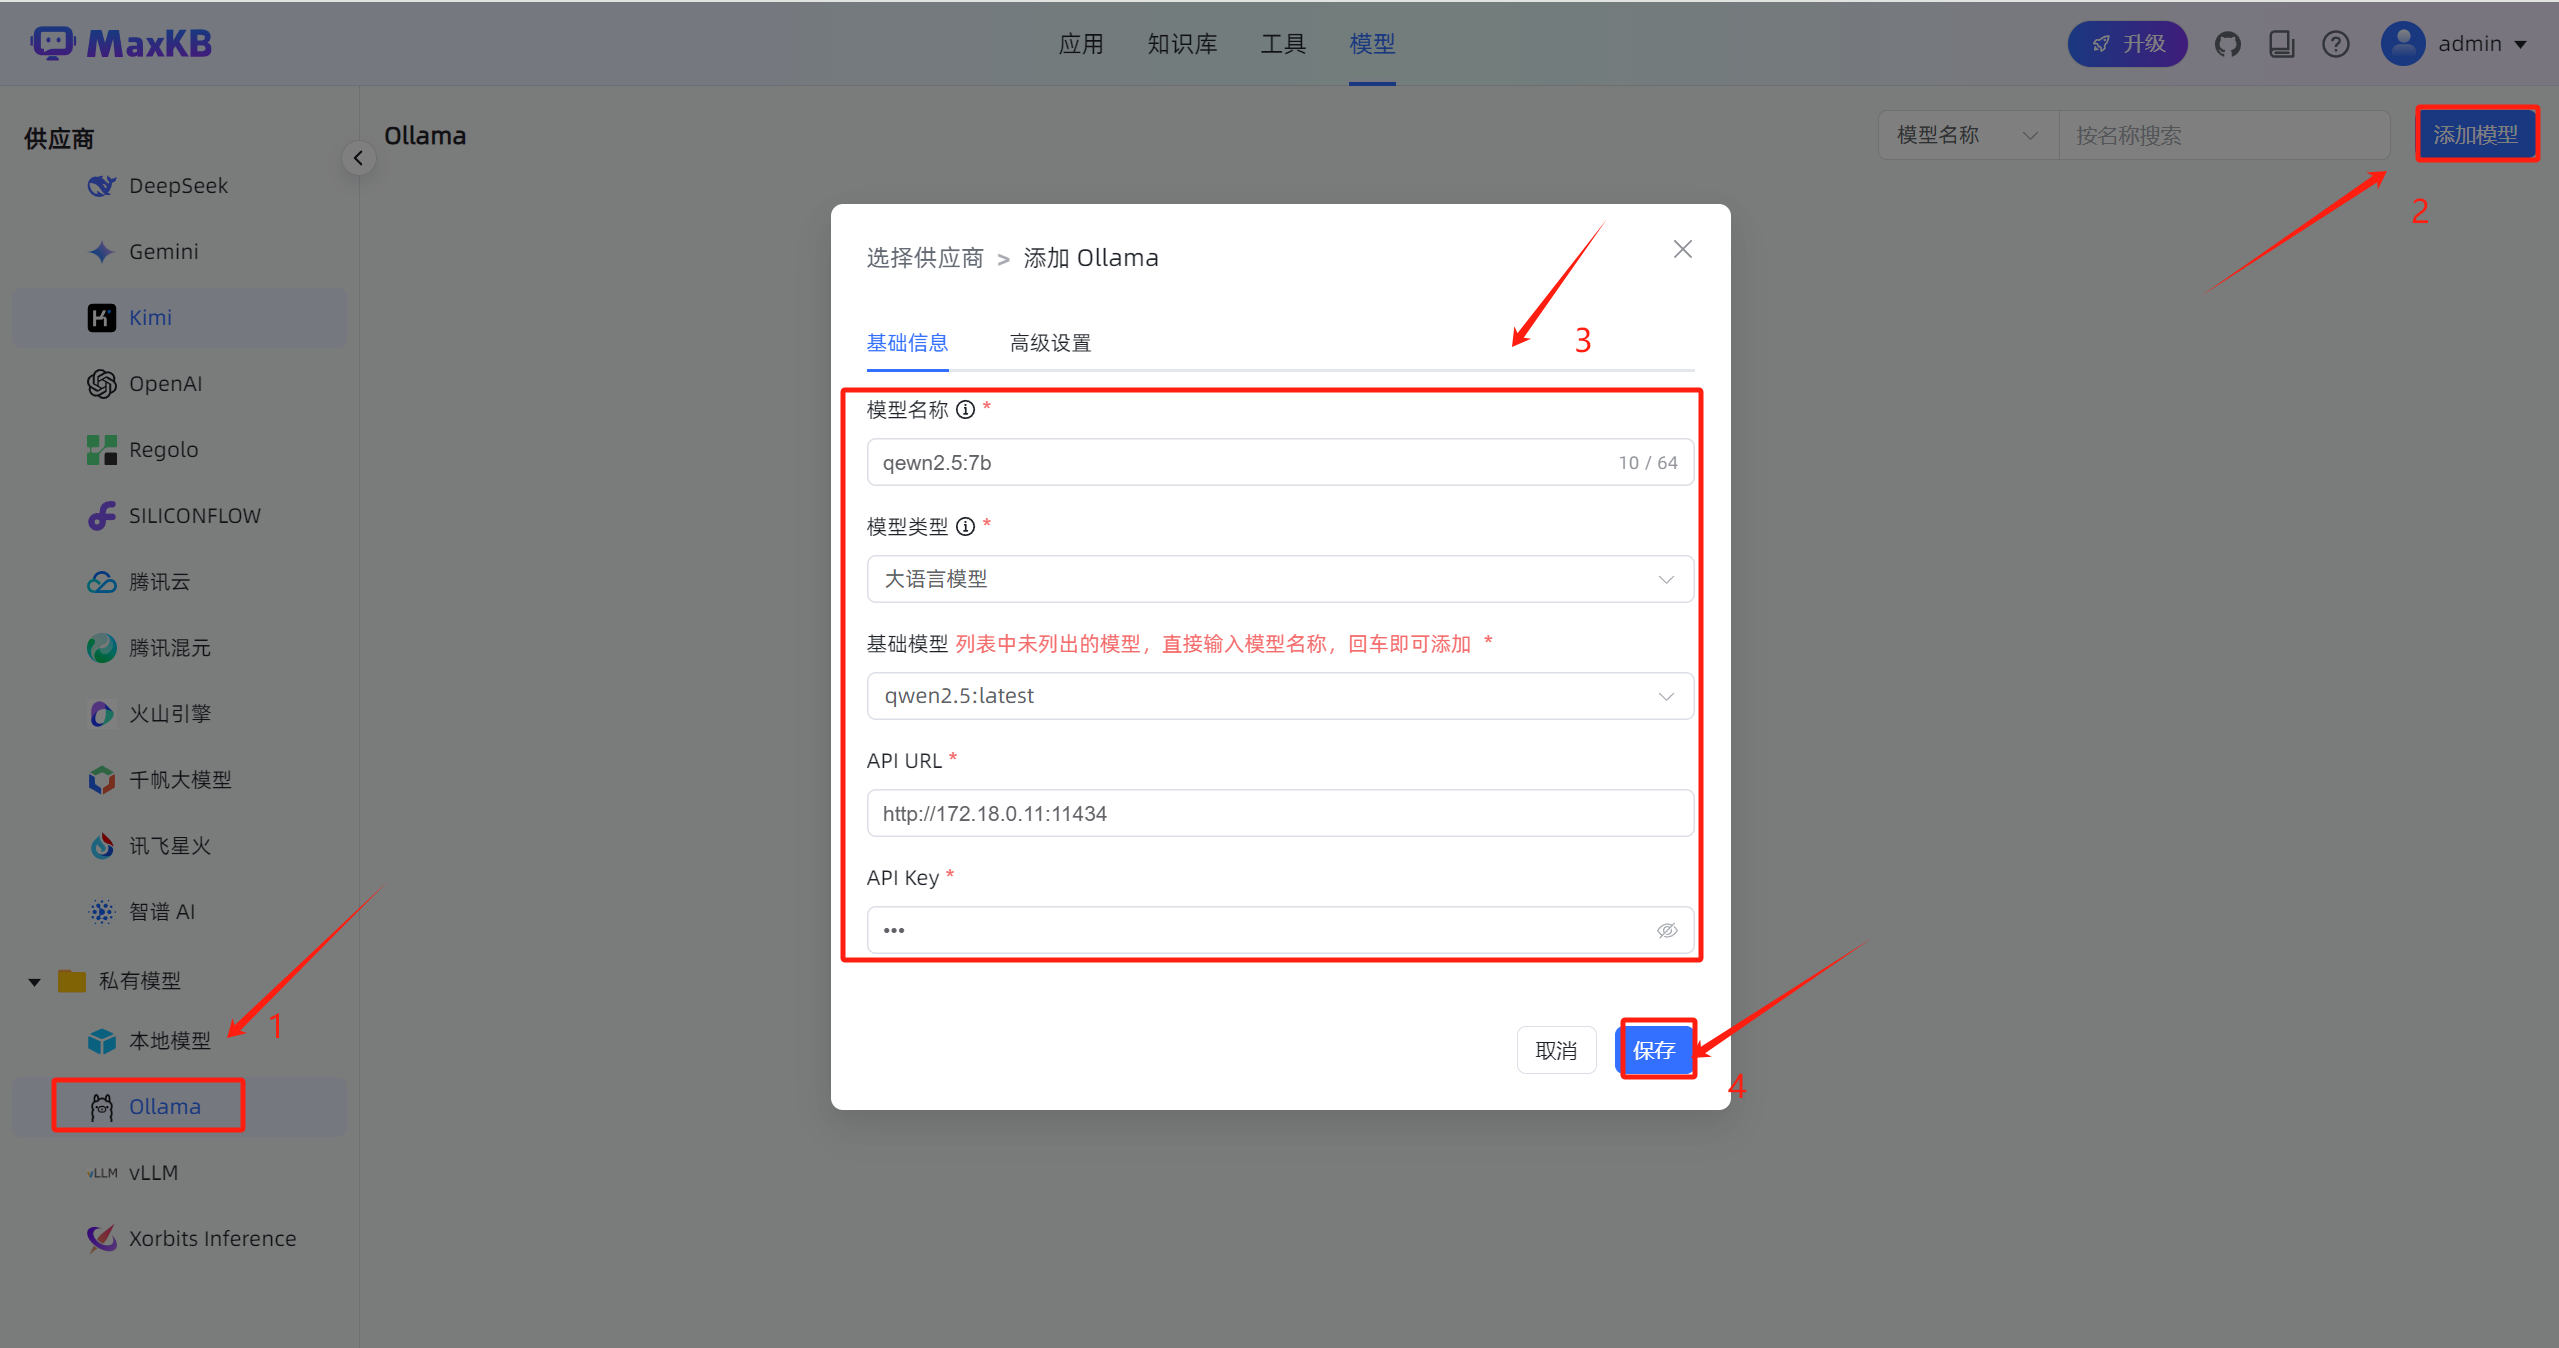 MaxKB
应用
知识库
工具
模型
升级
admin
供应商
DeepSeek
Gemini
Kimi
OpenAI
Regolo
SILICONFLOW
腾讯云
腾讯混元
火山引擎
千帆大模型
讯飞星火
智谱 AI
私有模型
本地模型
1
Ollama
vLLM vLLM
Xorbits Inference
Ollama
模型名称
按名称搜索
添加模型
2
选择供应商 > 添加 Ollama
3
基础信息
高级设置
模型名称 *
qewn2.5:7b
10 / 64
模型类型 *
大语言模型
基础模型 列表中未列出的模型，直接输入模型名称，回车即可添加 *
qwen2.5:latest
API URL *
http://172.18.0.11:11434
API Key *
•••
取消
保存
4